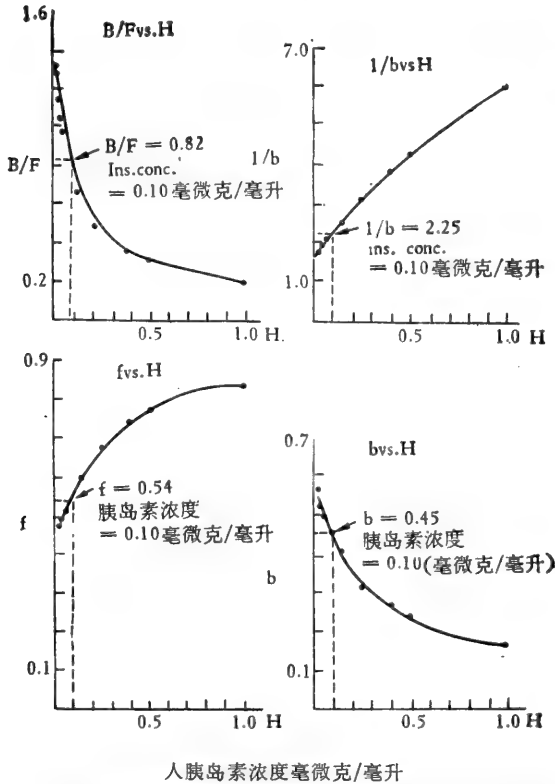 1.6
B/Fvs.H
B/F
B/F = 0.82
Ins.conc.
= 0.10毫微克/毫升
0.2
0.5
1.0 H.
7.0
1/bvsH
1/b
1/b = 2.25
ins. conc.
= 0.10毫微克/毫升
1.0
0.5
1.0 H
0.9
fvs.H
f
f = 0.54
胰岛素浓度
= 0.10毫微克/毫升
0.1
0.5
1.0 H
0.7
bvs.H
b
b = 0.45
胰岛素浓度
= 0.10(毫微克/毫升)
0.1
0.5
1.0 H
人胰岛素浓度毫微克/毫升